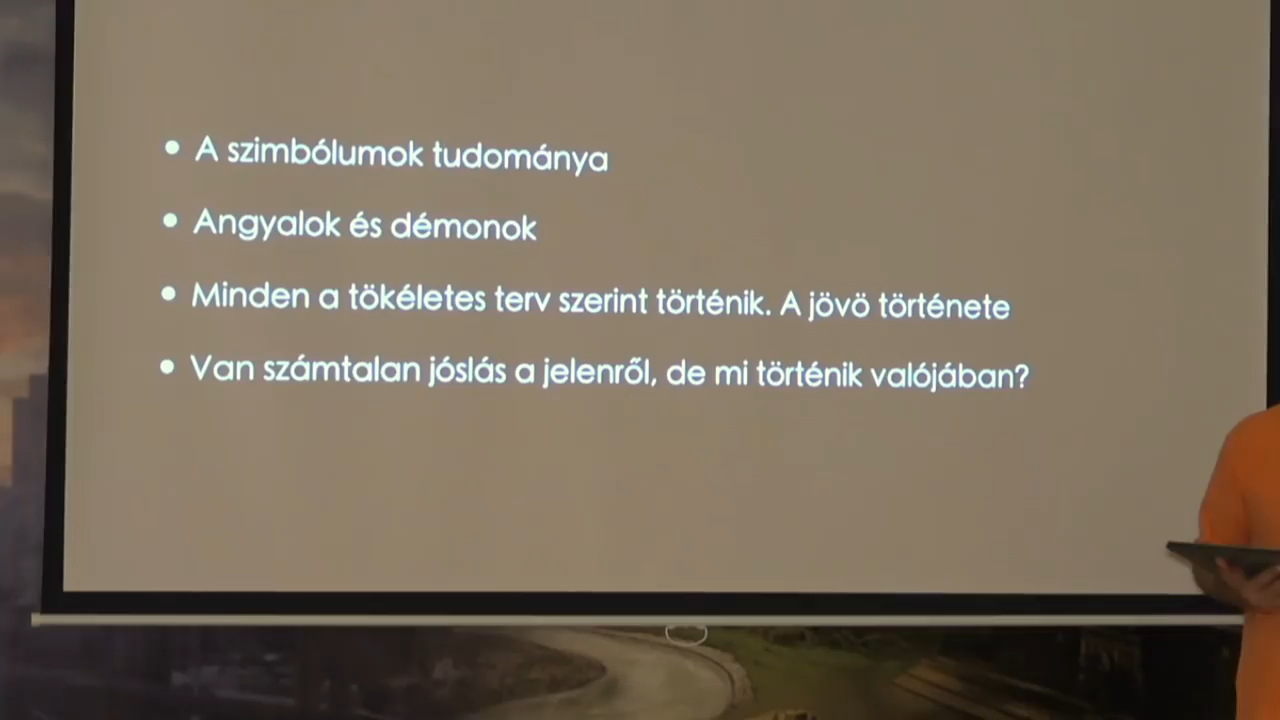 • A szimbólumok tudománya
• Angyalok és démonok
• Minden a tökéletes terv szerint történik. A jövö története
• Van számtalan jóslás a jelenről, de mi történik valójában?